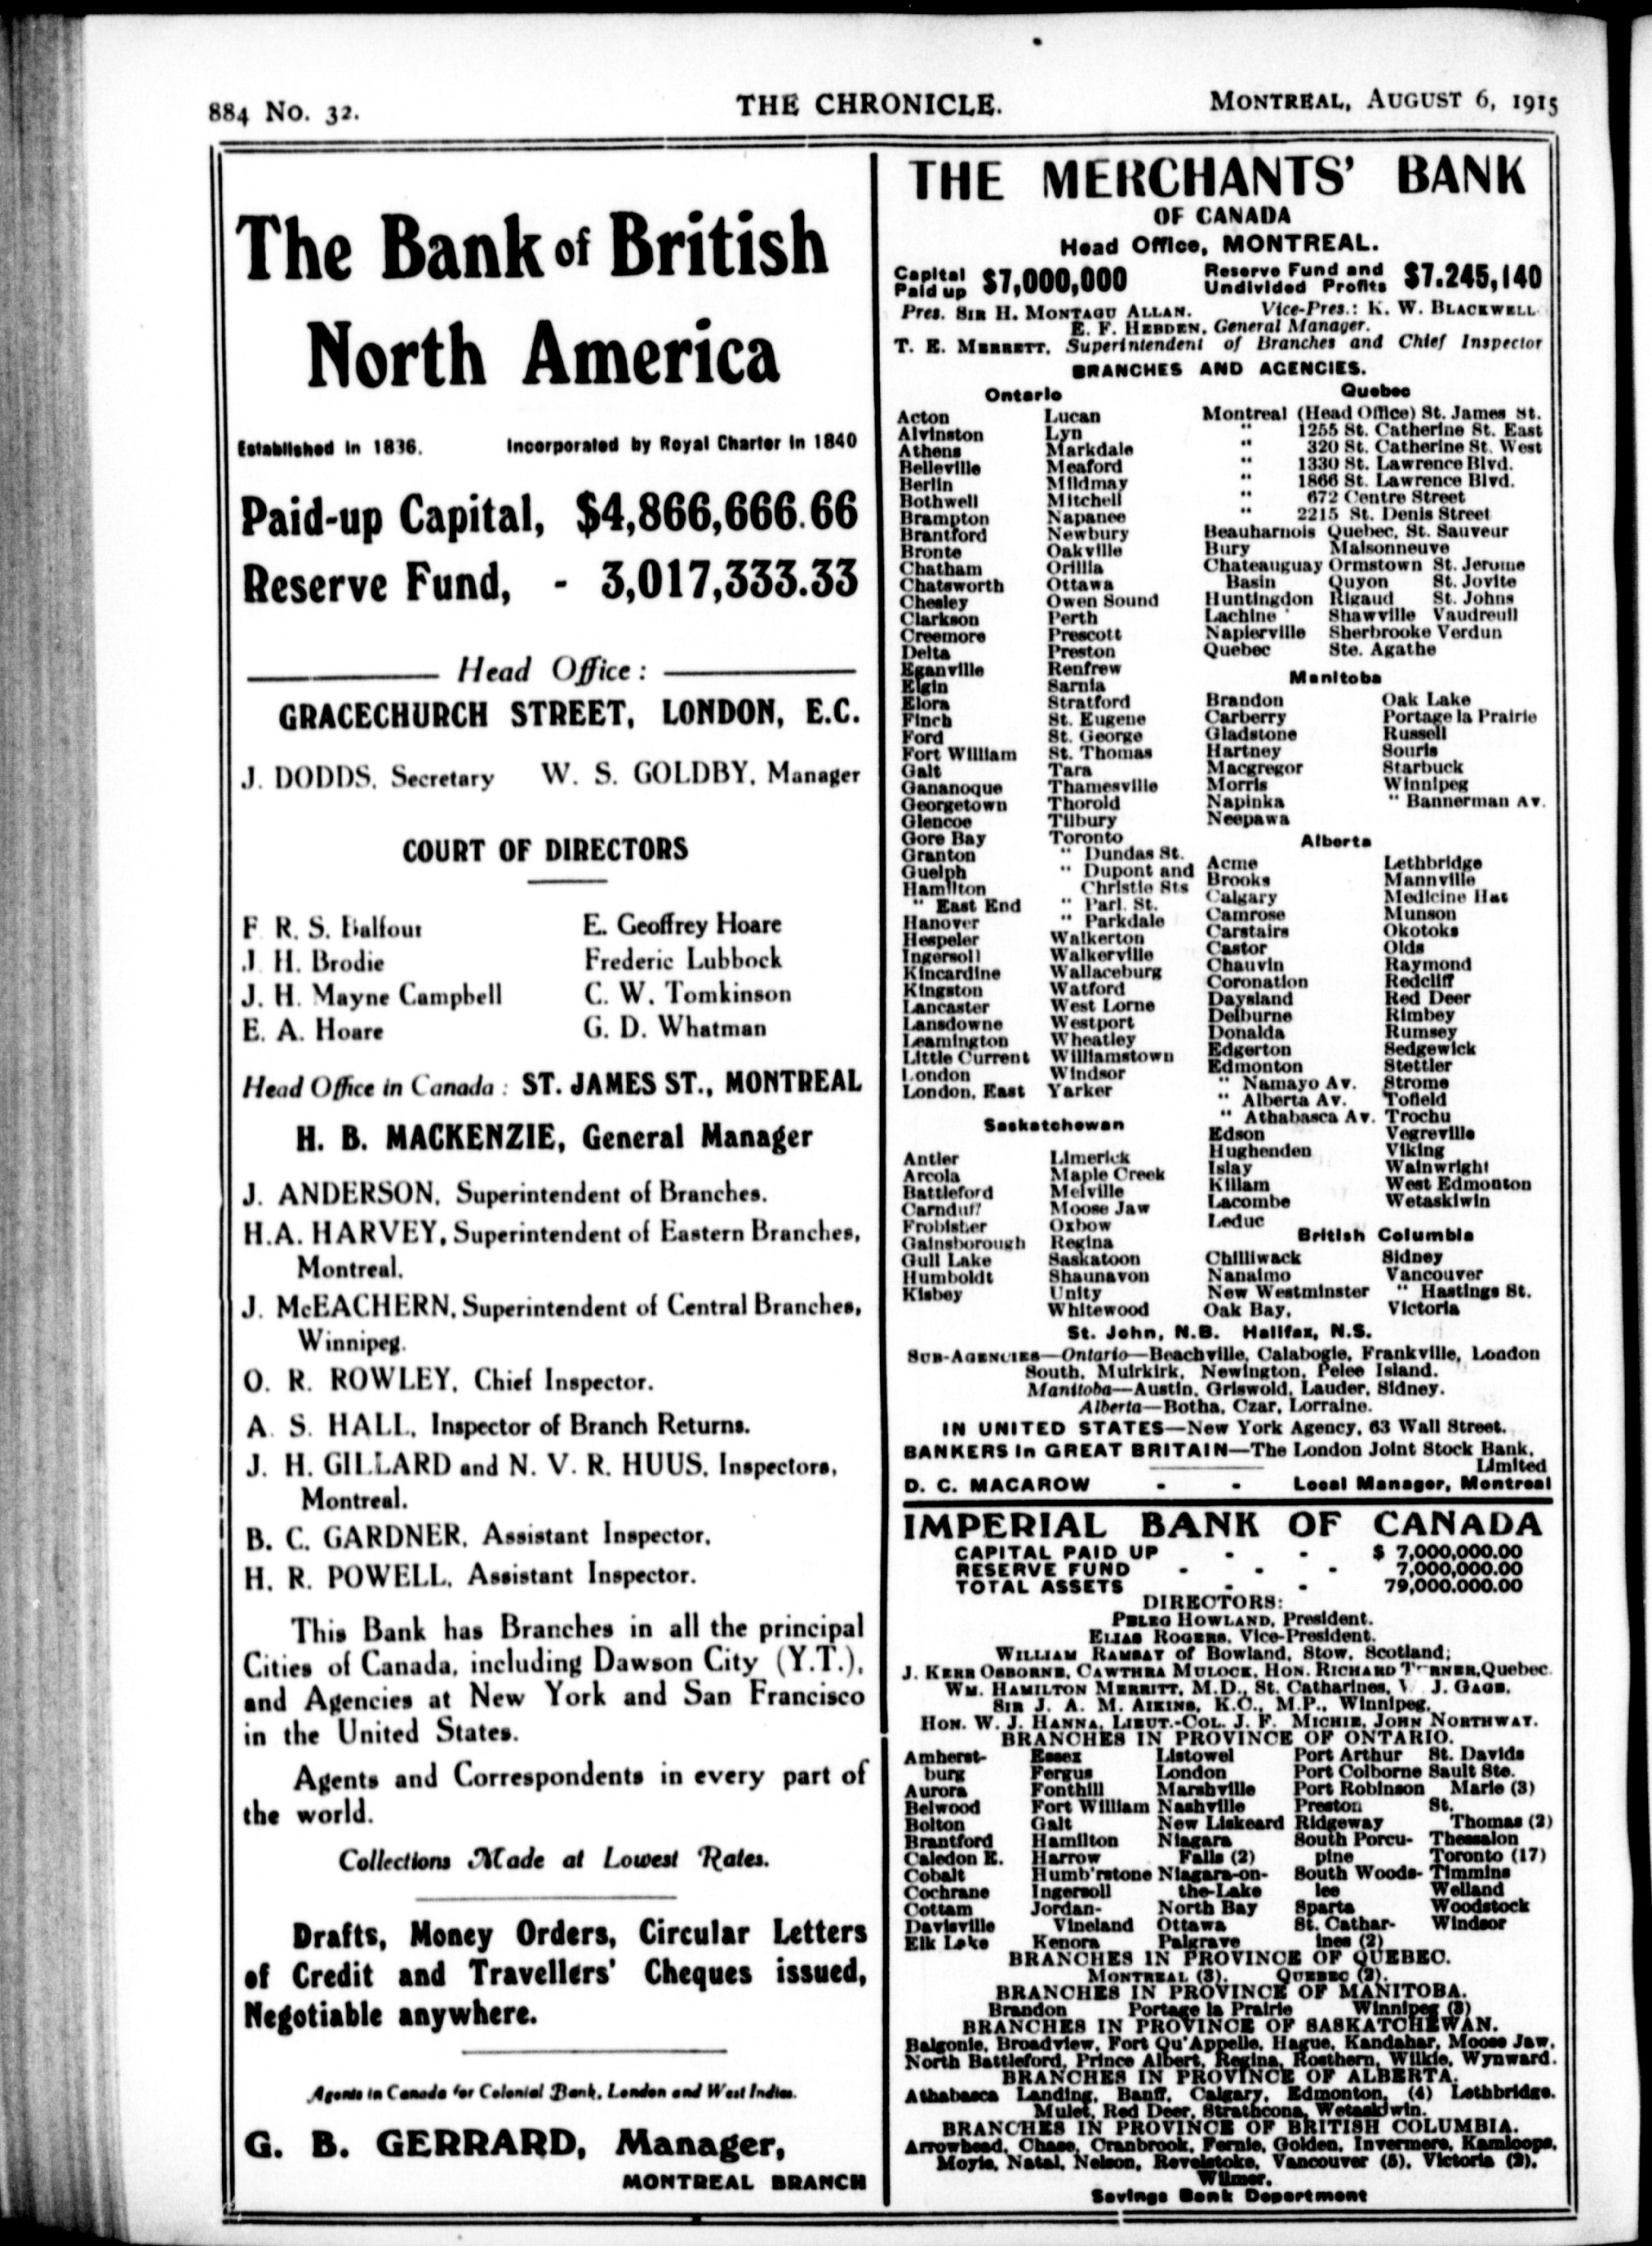 884 No. 32.
THE CHRONICLE.
MONTREAL, AUGUST 6, 1915
The Bank of British
North America
Established in 1836.
Incorporated by Royal Charter in 1840
Paid-up Capital, $4,866,666.66
Reserve Fund, - 3,017,333.33
Head Office :
GRACECHURCH STREET, LONDON, E.C.
J. DODDS, Secretary W. S. GOLDBY, Manager
COURT OF DIRECTORS
F R. S. Balfour E. Geoffrey Hoare
J H. Brodie Frederic Lubbock
J. H. Mayne Campbell C. W. Tomkinson
E. A. Hoare G. D. Whatman
Head Office in Canada : ST. JAMES ST., MONTREAL
H. B. MACKENZIE, General Manager
J. ANDERSON, Superintendent of Branches.
H.A. HARVEY, Superintendent of Eastern Branches,
Montreal.
J. McEACHERN, Superintendent of Central Branches,
Winnipeg.
O. R. ROWLEY, Chief Inspector.
A. S. HALL, Inspector of Branch Returns.
J. H. GILLARD and N. V. R. HUUS, Inspectors,
Montreal.
B. C. GARDNER, Assistant Inspector,
H. R. POWELL, Assistant Inspector.
This Bank has Branches in all the principal
Cities of Canada, including Dawson City (Y.T.),
and Agencies at New York and San Francisco
in the United States.
Agents and Correspondents in every part of
the world.
Collections Made at Lowest Rates.
Drafts, Money Orders, Circular Letters
of Credit and Travellers' Cheques issued,
Negotiable anywhere.
Agents in Canada for Colonial Bank, London and West Indies.
G. B. GERRARD, Manager,
MONTREAL BRANCH
THE MERCHANTS' BANK
OF CANADA
Head Office, MONTREAL.
Capital Paid up $7,000,000 Reserve Fund and Undivided Profits $7.245,140
Pres. SIR H. MONTAGU ALLAN. Vice-Pres.: K. W. BLACKWELL
E. F. HEBDEN, General Manager.
T. E. MERRETT, Superintendent of Branches and Chief Inspector
BRANCHES AND AGENCIES.
Ontario
Acton Lucan
Alvinston Lyn
Athens Markdale
Belleville Meaford
Berlin Mildmay
Bothwell Mitchell
Brampton Napanee
Brantford Newbury
Bronte Oakville
Chatham Orillia
Chatsworth Ottawa
Chesley Owen Sound
Clarkson Perth
Creemore Prescott
Delta Preston
Eganville Renfrew
Elgin Sarnia
Elora Stratford
Finch St. Eugene
Ford St. George
Fort William St. Thomas
Galt Tara
Gananoque Thamesville
Georgetown Thorold
Glencoe Tilbury
Gore Bay Toronto
Granton " Dundas St.
Guelph " Dupont and
Hamilton Christie Sts
" East End " Parl. St.
Hanover " Parkdale
Hespeler Walkerton
Ingersoll Walkerville
Kincardine Wallaceburg
Kingston Watford
Lancaster West Lorne
Lansdowne Westport
Leamington Wheatley
Little Current Williamstown
London Windsor
London, East Yarker
Saskatchewan
Antler Limerick
Arcola Maple Creek
Battleford Melville
Carnduff Moose Jaw
Frobisher Oxbow
Gainsborough Regina
Gull Lake Saskatoon
Humboldt Shaunavon
Kisbey Unity
Whitewood
Quebec
Montreal (Head Office) St. James St.
" 1255 St. Catherine St. East
" 320 St. Catherine St. West
" 1330 St. Lawrence Blvd.
" 1866 St. Lawrence Blvd.
" 672 Centre Street
" 2215 St. Denis Street
Beauharnois Quebec, St. Sauveur
Bury Maisonneuve
Chateauguay Ormstown St. Jerome
Basin Quyon St. Jovite
Huntingdon Rigaud St. Johns
Lachine Shawville Vaudreuil
Napierville Sherbrooke Verdun
Quebec Ste. Agathe
Manitoba
Brandon Oak Lake
Carberry Portage la Prairie
Gladstone Russell
Hartney Souris
Macgregor Starbuck
Morris Winnipeg
Napinka " Bannerman Av.
Neepawa
Alberta
Acme Lethbridge
Brooks Mannville
Calgary Medicine Hat
Camrose Munson
Carstairs Okotoks
Castor Olds
Chauvin Raymond
Coronation Redcliff
Daysland Red Deer
Delburne Rimbey
Donalda Rumsey
Edgerton Sedgewick
Edmonton Stettler
" Namayo Av. Strome
" Alberta Av. Tofield
" Athabasca Av. Trochu
Edson Vegreville
Hughenden Viking
Islay Wainwright
Killam West Edmonton
Lacombe Wetaskiwin
Leduc
British Columbia
Chilliwack Sidney
Nanaimo Vancouver
New Westminster " Hastings St.
Oak Bay, Victoria
St. John, N.B. Halifax, N.S.
SUB-AGENCIES—Ontario—Beachville, Calabogie, Frankville, London
South, Muirkirk, Newington, Pelee Island.
Manitoba—Austin, Griswold, Lauder, Sidney.
Alberta—Botha, Czar, Lorraine.
IN UNITED STATES—New York Agency, 63 Wall Street.
BANKERS in GREAT BRITAIN—The London Joint Stock Bank,
Limited
D. C. MACAROW - - Local Manager, Montreal
IMPERIAL BANK OF CANADA
CAPITAL PAID UP - - $ 7,000,000.00
RESERVE FUND - - - 7,000,000.00
TOTAL ASSETS - - 79,000.000.00
DIRECTORS:
PELEG HOWLAND, President.
ELIAS ROGERS, Vice-President.
WILLIAM RAMSAY of Bowland, Stow, Scotland;
J. KERR OSBORNE, CAWTHRA MULOCK, HON. RICHARD TURNER, Quebec.
WM. HAMILTON MERRITT, M.D., St. Catharines, W. J. GAGE,
SIR J. A. M. AIKINS, K.C., M.P., Winnipeg,
HON. W. J. HANNA, LIEUT.-COL. J. F. MICHIE, JOHN NORTHWAY.
BRANCHES IN PROVINCE OF ONTARIO.
Amherst- Essex Listowel Port Arthur St. Davids
burg Fergus London Port Colborne Sault Ste.
Aurora Fonthill Marshville Port Robinson Marie (3)
Belwood Fort William Nashville Preston St.
Bolton Galt New Liskeard Ridgeway Thomas (2)
Brantford Hamilton Niagara South Porcu- Thessalon
Caledon E. Harrow Falls (2) pine Toronto (17)
Cobalt Humb'rstone Niagara-on- South Woods- Timmins
Cochrane Ingersoll the-Lake lee Welland
Cottam Jordan- North Bay Sparta Woodstock
Davisville Vineland Ottawa St. Cathar- Windsor
Elk Lake Kenora Palgrave ines (2)
BRANCHES IN PROVINCE OF QUEBEC.
MONTREAL (3). QUEBEC (2).
BRANCHES IN PROVINCE OF MANITOBA.
Brandon Portage la Prairie Winnipeg (3)
BRANCHES IN PROVINCE OF SASKATCHEWAN.
Balgonie, Broadview, Fort Qu'Appelle, Hague, Kandahar, Moose Jaw,
North Battleford, Prince Albert, Regina, Rosthern, Wilkie, Wynward.
BRANCHES IN PROVINCE OF ALBERTA.
Athabasca Landing, Banff, Calgary, Edmonton, (4) Lethbridge.
Mulet, Red Deer, Strathcona, Wetaskiwin.
BRANCHES IN PROVINCE OF BRITISH COLUMBIA.
Arrowhead, Chase, Cranbrook, Fernie, Golden, Invermere, Kamloops,
Moyie, Natal, Nelson, Revelstoke, Vancouver (5), Victoria (2),
Wilmer.
Savings Bank Department